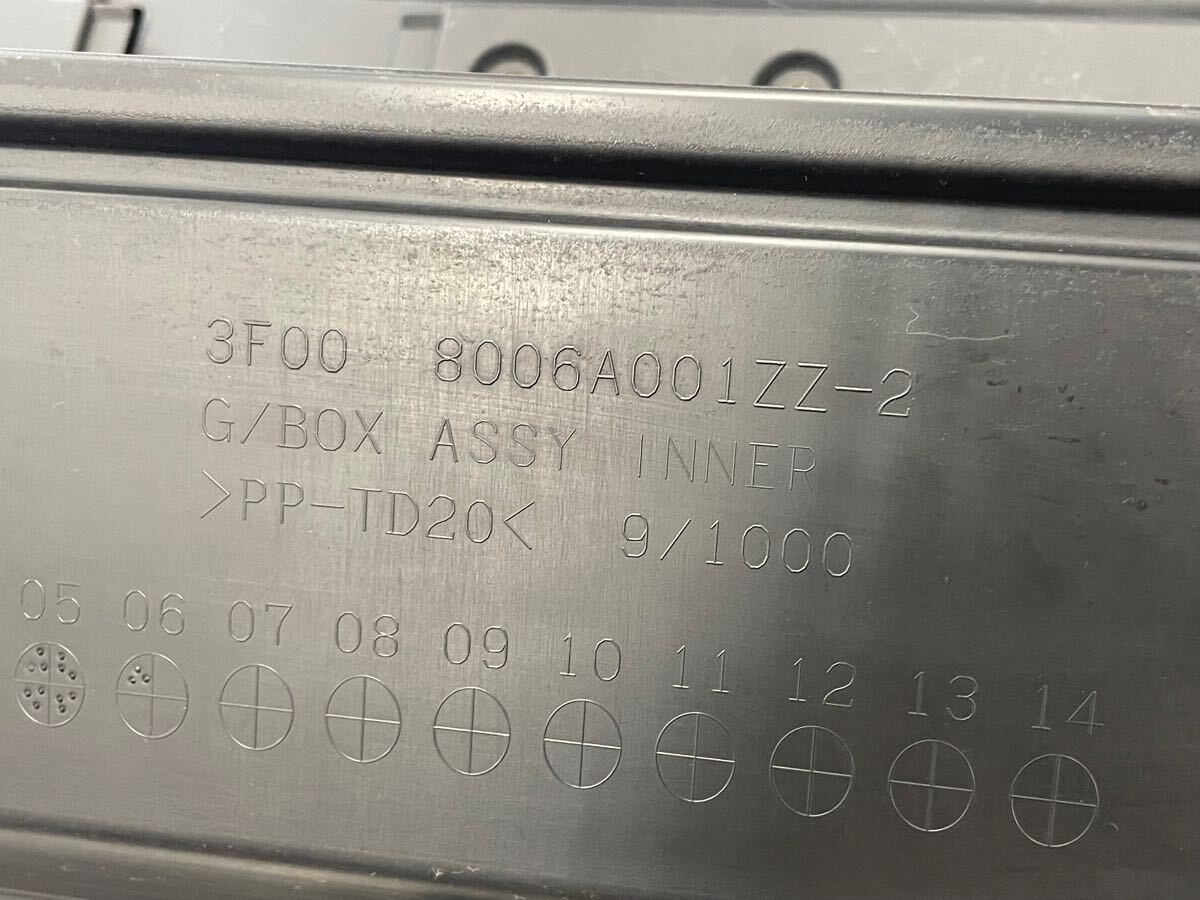 3F00 8006A001ZZ-2
G/BOX ASSY INNER
>PP-TD20< 9/1000
05 06 07 08 09 10 11 12 13 14